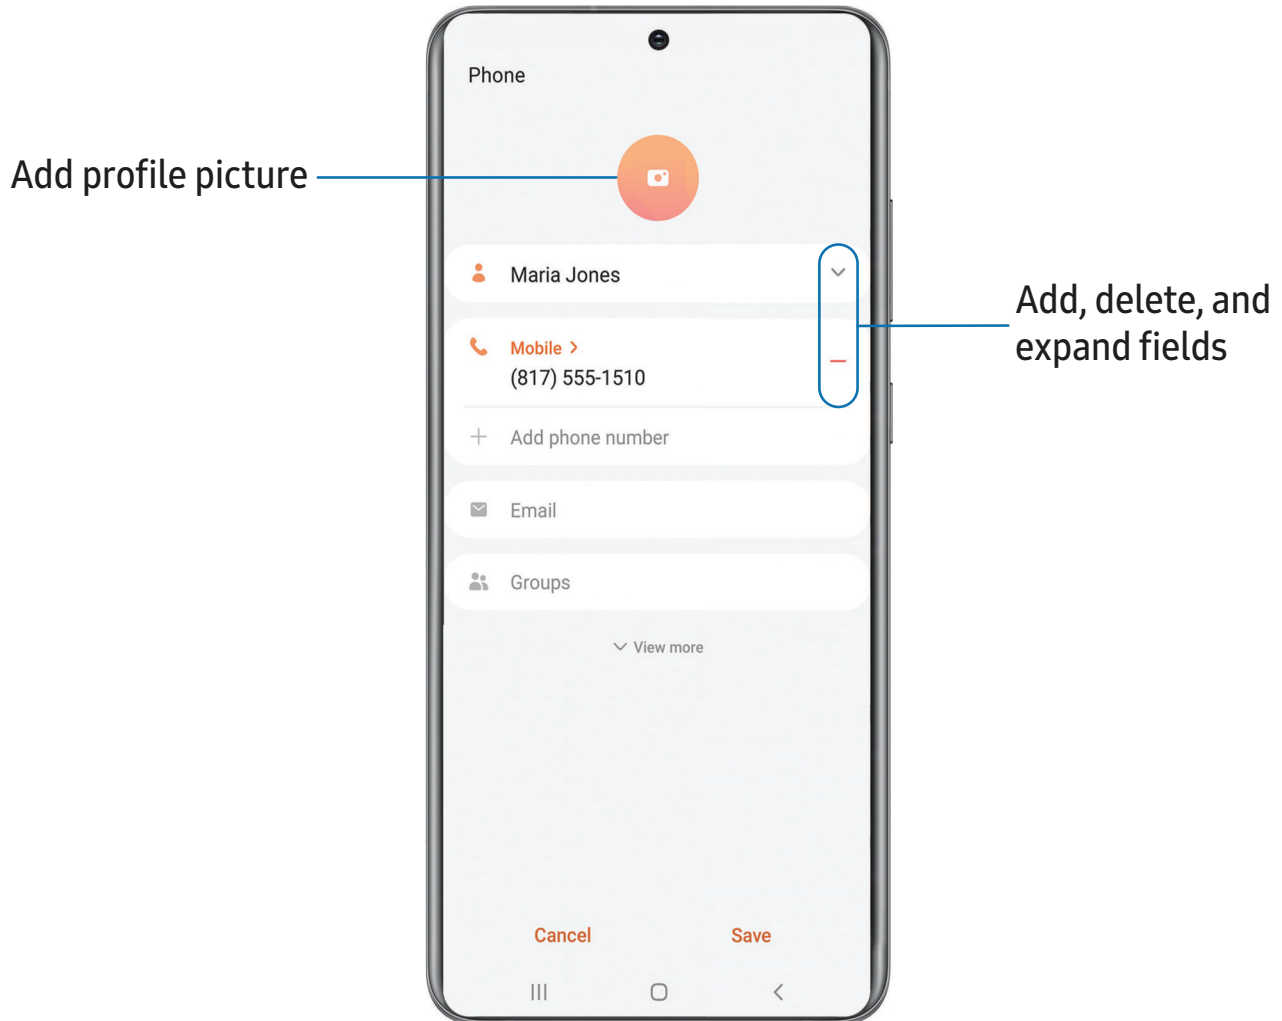 Phone
Add profile picture
Maria Jones
Add, delete, and
expand fields
Mobile >
(817) 555-1510
Add phone number
Email
Groups
View more
Cancel
Save